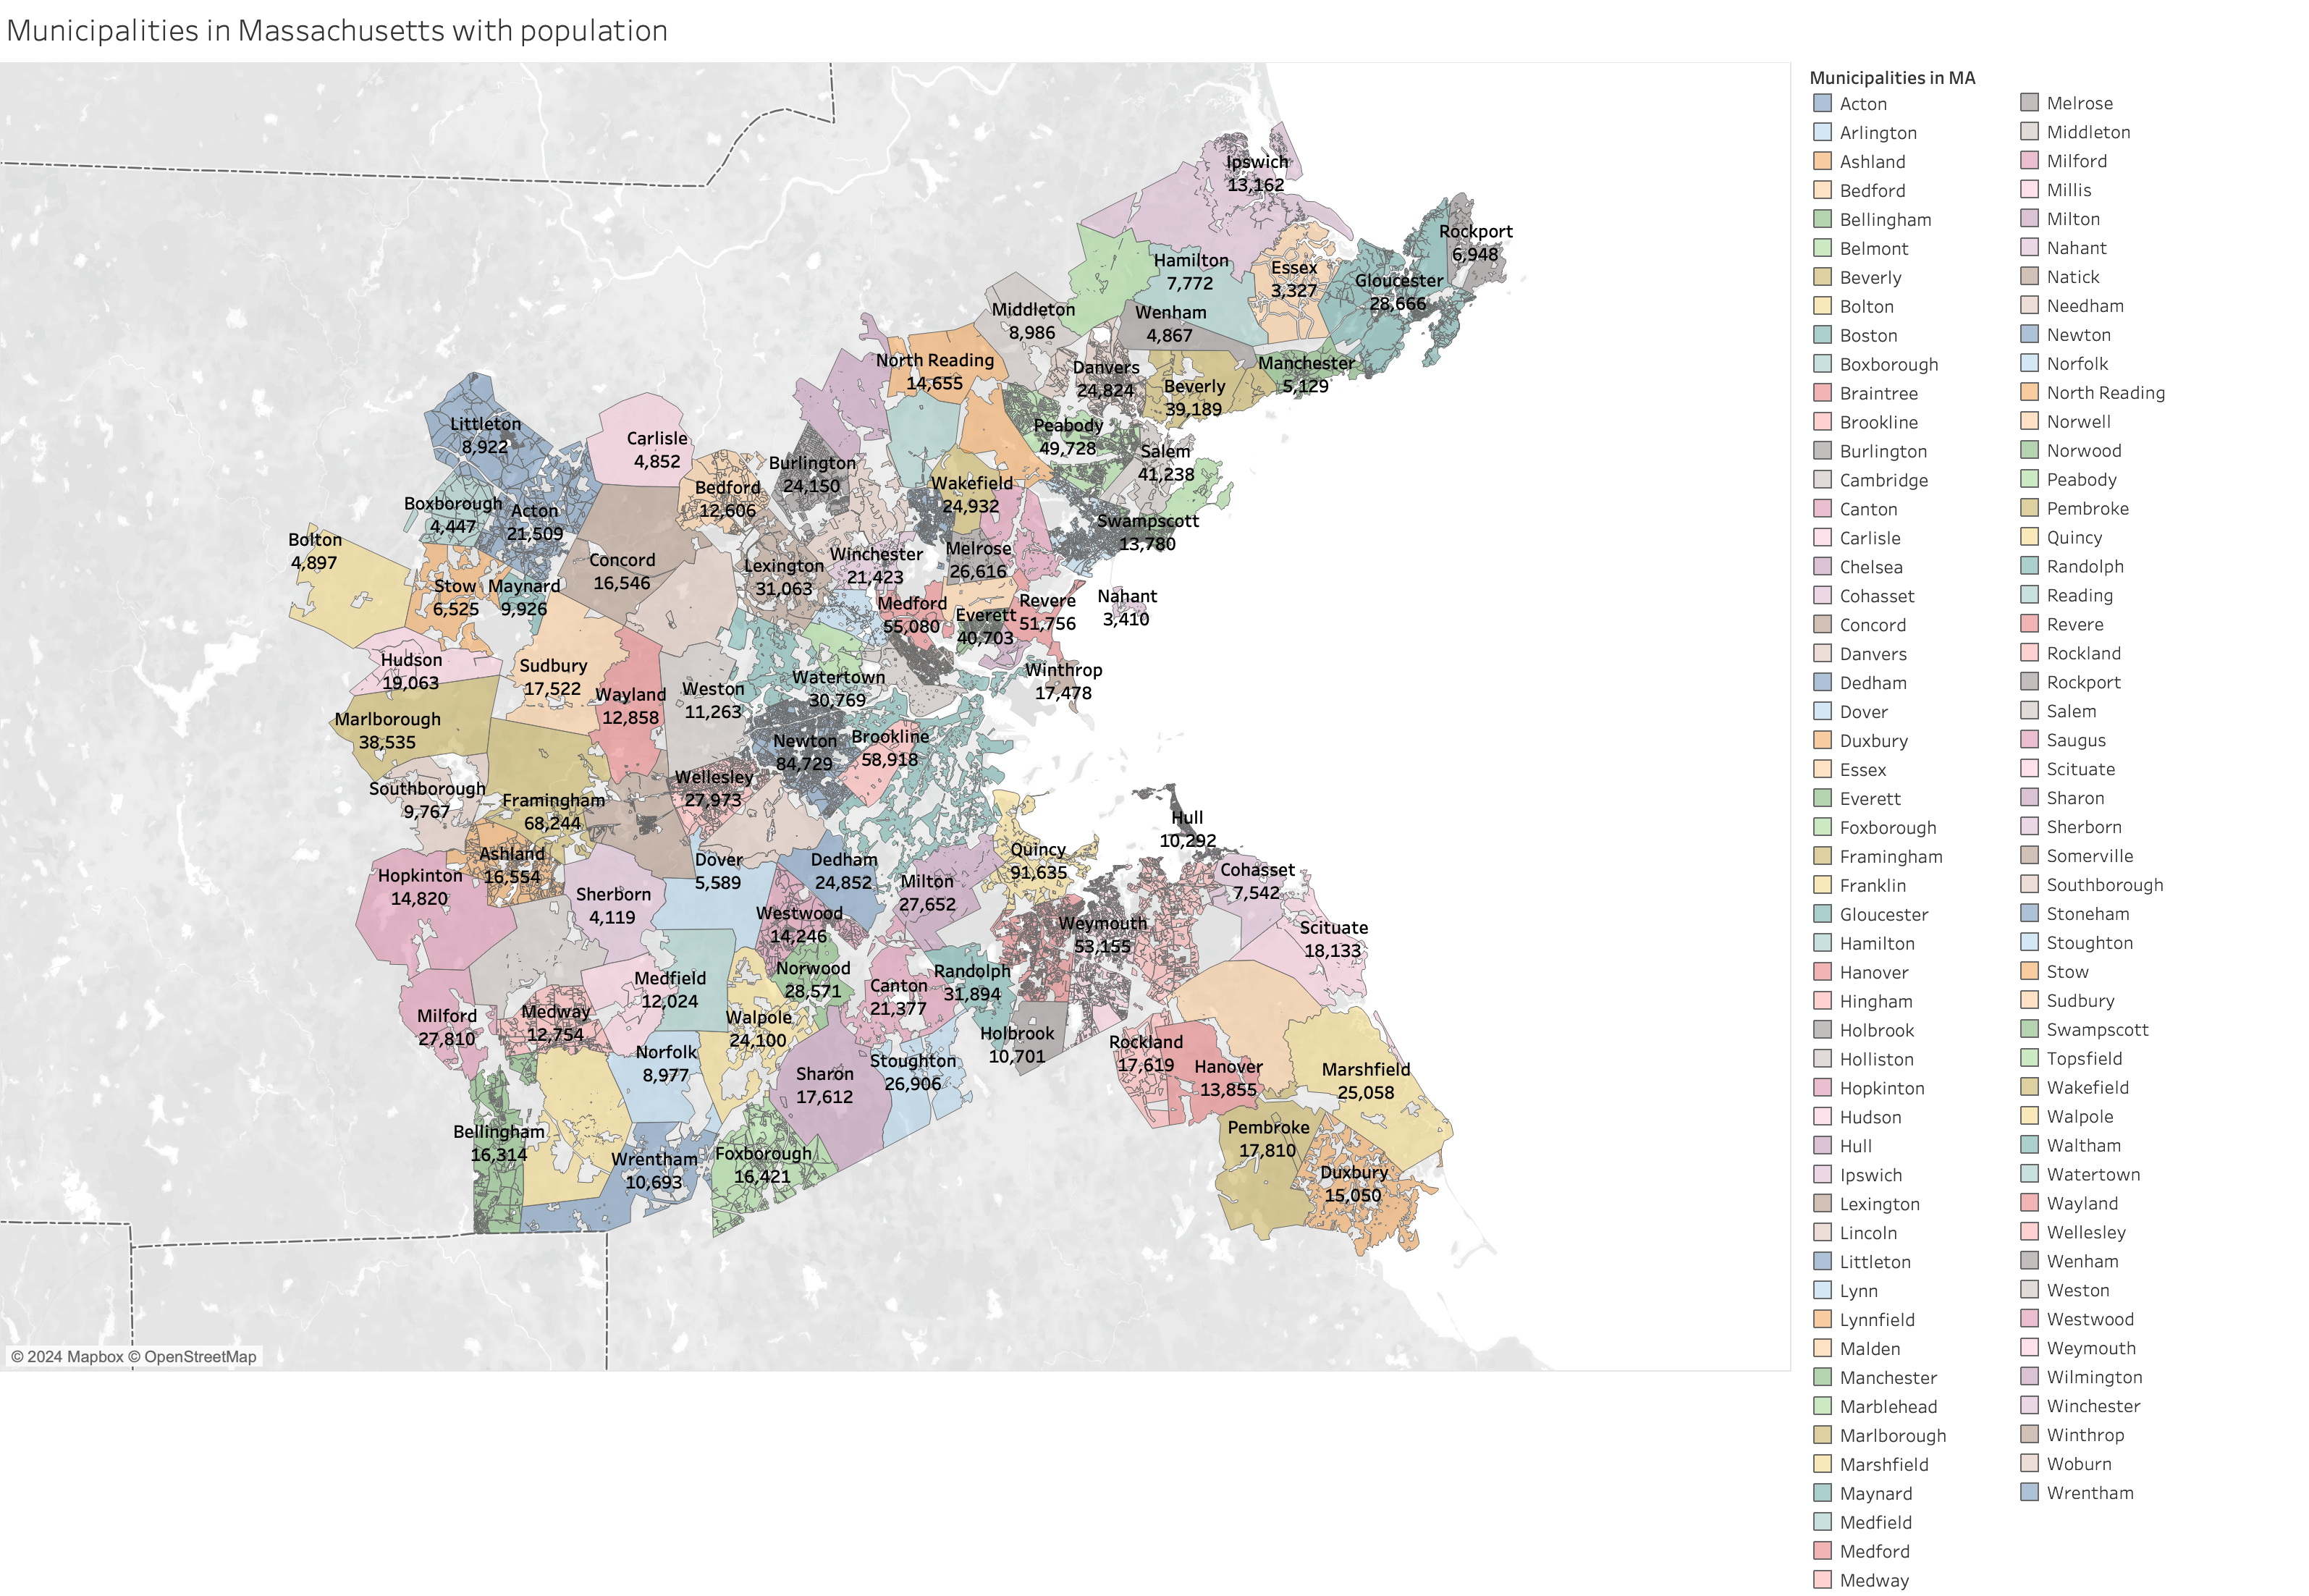 Municipalities in Massachusetts with population
Ipswich
13,162
Rockport
6,948
Hamilton
7,772
Essex
3,327
Gloucester
28,666
Middleton
8,986
Wenham
4,867
North Reading
14,655
Danvers
24,824
Manchester
5,129
Beverly
39,189
Littleton
8,922
Carlisle
4,852
Peabody
49,728
Burlington
24,150
Salem
41,238
Bedford
12,606
Wakefield
24,932
Boxborough
4,447
Acton
21,509
Swampscott
13,780
Bolton
4,897
Concord
16,546
Lexington
31,063
Winchester
21,423
Melrose
26,616
Stow
6,525
Maynard
9,926
Medford
55,080
Everett
40,703
Revere
51,756
Nahant
3,410
Hudson
19,063
Sudbury
17,522
Watertown
30,769
Winthrop
17,478
Wayland
12,858
Weston
11,263
Marlborough
38,535
Newton
84,729
Brookline
58,918
Southborough
9,767
Framingham
68,244
Wellesley
27,973
Hull
10,292
Ashland
16,554
Hopkinton
14,820
Dover
5,589
Dedham
24,852
Quincy
91,635
Cohasset
7,542
Sherborn
4,119
Milton
27,652
Westwood
14,246
Weymouth
53,155
Scituate
18,133
Medfield
12,024
Norwood
28,571
Canton
21,377
Randolph
31,894
Milford
27,810
Medway
12,754
Walpole
24,100
Holbrook
10,701
Norfolk
8,977
Sharon
17,612
Stoughton
26,906
Rockland
17,619
Hanover
13,855
Marshfield
25,058
Bellingham
16,314
Wrentham
10,693
Foxborough
16,421
Pembroke
17,810
Duxbury
15,050
© 2024 Mapbox © OpenStreetMap
Municipalities in MA
Acton
Arlington
Ashland
Bedford
Bellingham
Belmont
Beverly
Bolton
Boston
Boxborough
Braintree
Brookline
Burlington
Cambridge
Canton
Carlisle
Chelsea
Cohasset
Concord
Danvers
Dedham
Dover
Duxbury
Essex
Everett
Foxborough
Framingham
Franklin
Gloucester
Hamilton
Hanover
Hingham
Holbrook
Holliston
Hopkinton
Hudson
Hull
Ipswich
Lexington
Lincoln
Littleton
Lynn
Lynnfield
Malden
Manchester
Marblehead
Marlborough
Marshfield
Maynard
Medfield
Medford
Medway
Melrose
Middleton
Milford
Millis
Milton
Nahant
Natick
Needham
Newton
Norfolk
North Reading
Norwell
Norwood
Peabody
Pembroke
Quincy
Randolph
Reading
Revere
Rockland
Rockport
Salem
Saugus
Scituate
Sharon
Sherborn
Somerville
Southborough
Stoneham
Stoughton
Stow
Sudbury
Swampscott
Topsfield
Wakefield
Walpole
Waltham
Watertown
Wayland
Wellesley
Wenham
Weston
Westwood
Weymouth
Wilmington
Winchester
Winthrop
Woburn
Wrentham